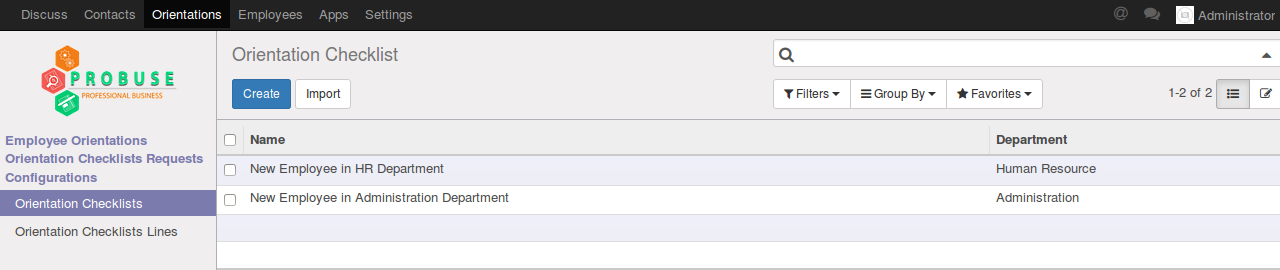 Discuss Contacts Orientations Employees Apps Settings @ Administrator
PROBUSE
PROFESSIONAL BUSINESS
Employee Orientations
Orientation Checklists Requests
Configurations
Orientation Checklists
Orientation Checklists Lines
Orientation Checklist
Create Import
Filters Group By Favorites 1-2 of 2
Name Department
New Employee in HR Department Human Resource
New Employee in Administration Department Administration